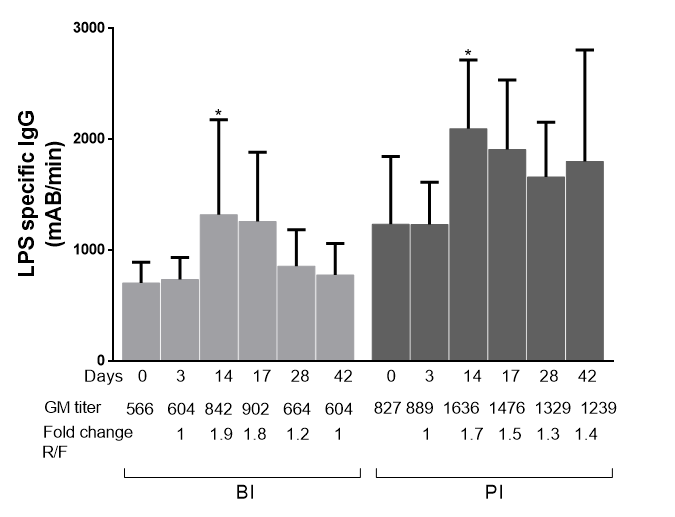 3000
2000
1000
0
LPS specific IgG
(mAB/min)
* *
Days 0 3 14 17 28 42 0 3 14 17 28 42
GM titer 566 604 842 902 664 604 827 889 1636 1476 1329 1239
Fold change 1 1.9 1.8 1.2 1 1 1.7 1.5 1.3 1.4
R/F
BI PI